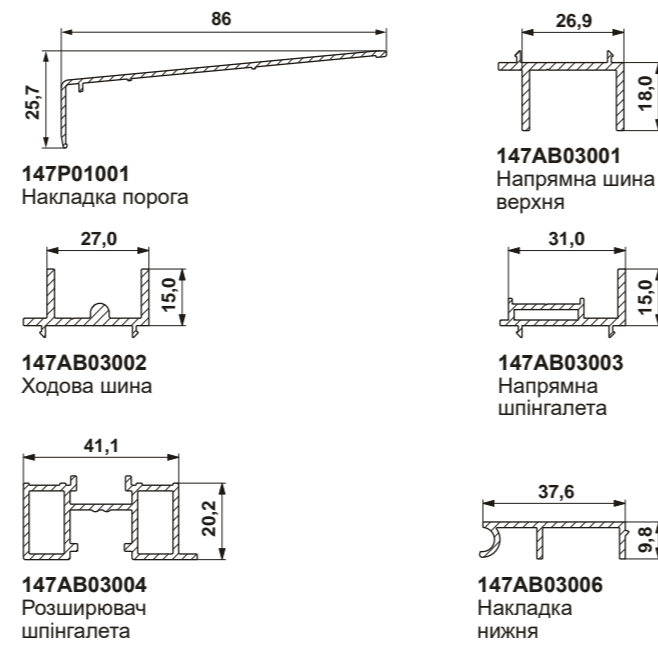 86
25,7
147P01001
Накладка порога
26,9
18,0
147AB03001
Напрямна шина
верхня
27,0
15,0
147AB03002
Ходова шина
31,0
15,0
147AB03003
Напрямна
шпінгалета
41,1
20,2
147AB03004
Розширювач
шпінгалета
37,6
9,8
147AB03006
Накладка
нижня